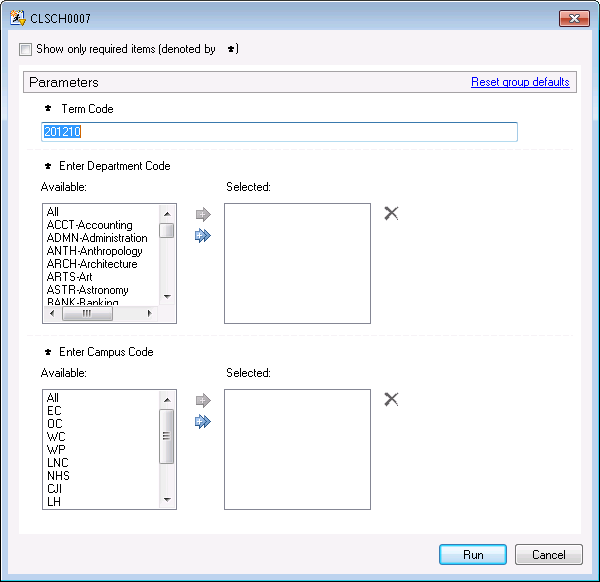 CLSCH0007
Show only required items (denoted by *)
Parameters
Reset group defaults
* Term Code
201210
* Enter Department Code
Available:
Selected:
All
ACCT-Accounting
ADMN-Administration
ANTH-Anthropology
ARCH-Architecture
ARTS-Art
ASTR-Astronomy
BANK-Banking
* Enter Campus Code
Available:
Selected:
All
EC
OC
WC
WP
LNC
NHS
CJI
LH
Run
Cancel